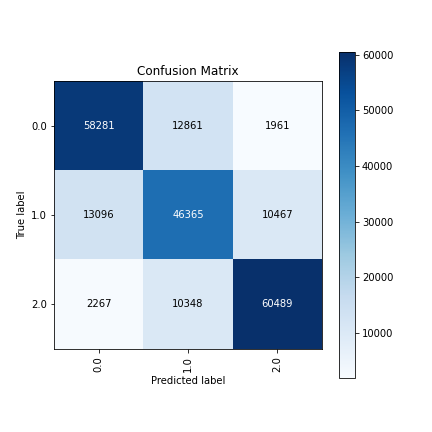 Confusion Matrix
60000
50000
40000
30000
20000
10000
True label
0.0
58281 12861 1961
1.0
13096 46365 10467
2.0
2267 10348 60489
0.0 1.0 2.0
Predicted label